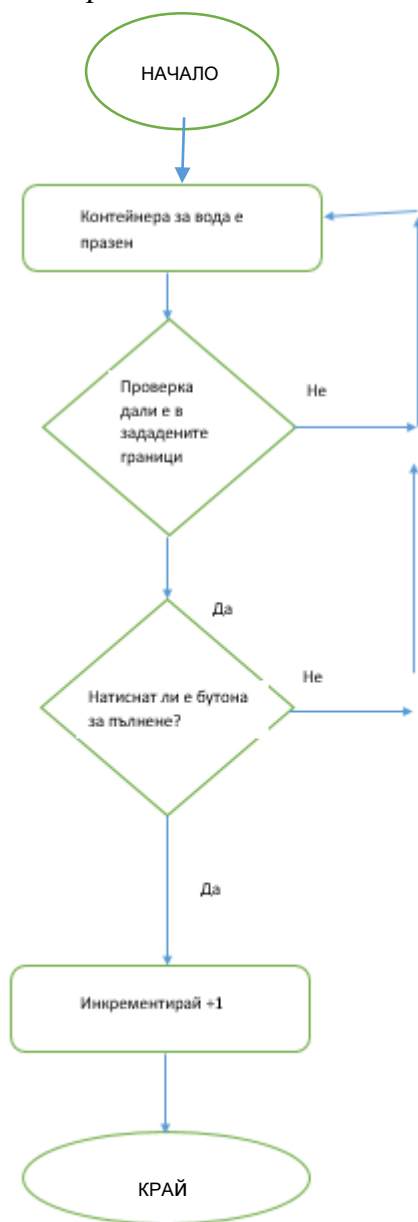 НАЧАЛО
Контейнера за вода е
празен
Проверка
дали е в
зададените
граници
Не
Да
Натиснат ли е бутона
за пълнене?
Не
Да
Инкрементирай +1
КРАЙ